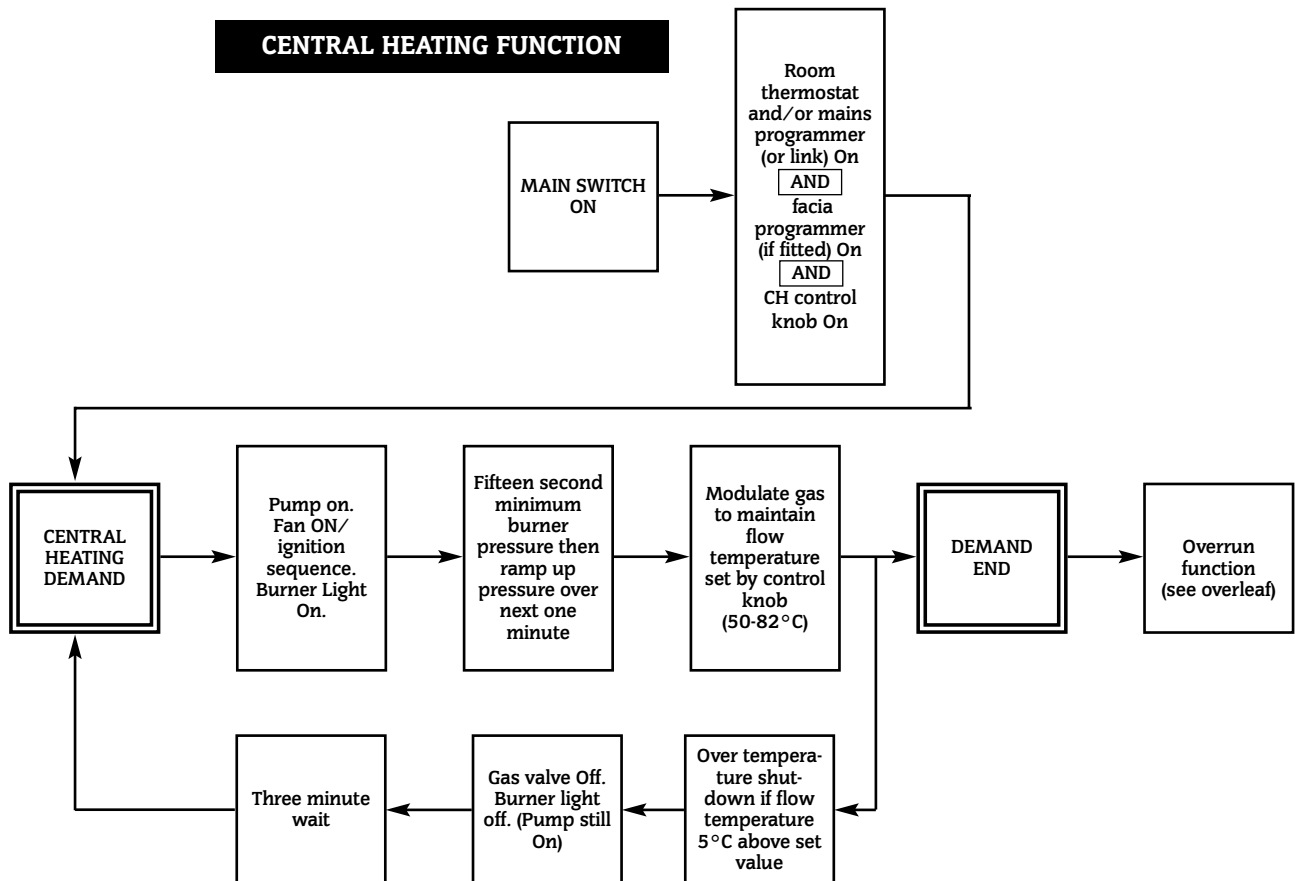 CENTRAL HEATING FUNCTION
MAIN SWITCH
ON
Room
thermostat
and/or mains
programmer
(or link) On
AND
facia
programmer
(if fitted) On
AND
CH control
knob On
CENTRAL
HEATING
DEMAND
Pump on.
Fan ON/
ignition
sequence.
Burner Light
On.
Fifteen second
minimum
burner
pressure then
ramp up
pressure over
next one
minute
Modulate gas
to maintain
flow
temperature
set by control
knob
(50-82°C)
DEMAND
END
Overrun
function
(see overleaf)
Three minute
wait
Gas valve Off.
Burner light
off. (Pump still
On)
Over tempera-
ture shut-
down if flow
temperature
5°C above set
value